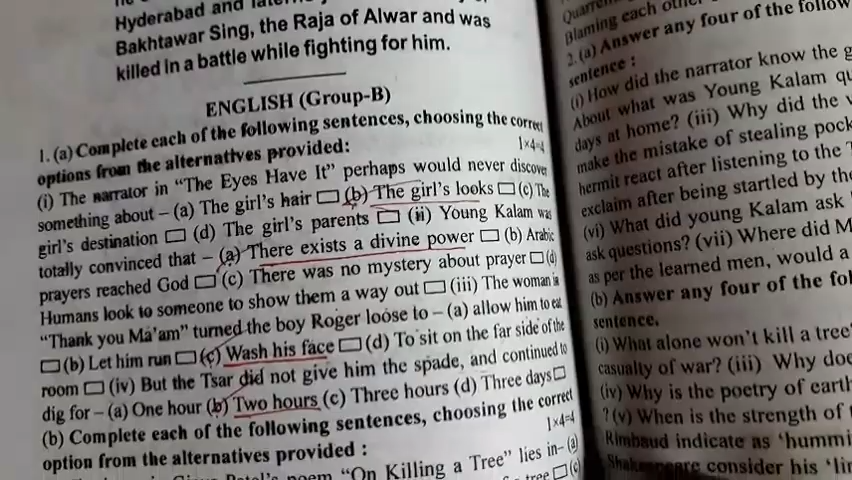 Hyderabad and
Bakhtawar Sing, the Raja of Alwar and was
killed in a battle while fighting for him.
ENGLISH (Group-B)
1. (a) Complete each of the following sentences, choosing the correct
options from the alternatives provided: 1×4=4
(i) The narrator in “The Eyes Have It” perhaps would never discover
something about – (a) The girl’s hair □ (b) The girl’s looks □ (c) The
girl’s destination □ (d) The girl’s parents □ (ii) Young Kalam was
totally convinced that – (a) There exists a divine power □ (b) Arabic
prayers reached God □ (c) There was no mystery about prayer □ (d)
Humans look to someone to show them a way out □ (iii) The woman in
“Thank you Ma’am” turned the boy Roger loose to – (a) allow him to eat
□ (b) Let him run □ (c) Wash his face □ (d) To sit on the far side of the
room □ (iv) But the Tsar did not give him the spade, and continued to
dig for – (a) One hour (b) Two hours (c) Three hours (d) Three days □
(b) Complete each of the following sentences, choosing the correct
option from the alternatives provided : 1×4=4
poem “On Killing a Tree” lies in– (a)
tree □ (c)
Blaming each
2. (a) Answer any four of the follow
sentence :
(i) How did the narrator know the g
About what was Young Kalam qu
days at home? (iii) Why did the
make the mistake of stealing pock
hermit react after listening to the
exclaim after being startled by the
(vi) What did young Kalam ask
ask questions? (vii) Where did M
as per the learned men, would a
(b) Answer any four of the fol
sentence.
(i) What alone won’t kill a tree
casualty of war? (iii) Why doe
(iv) Why is the poetry of earth
? (v) When is the strength of
Rimbaud indicate as ‘hummi
Shakespeare consider his ‘lin